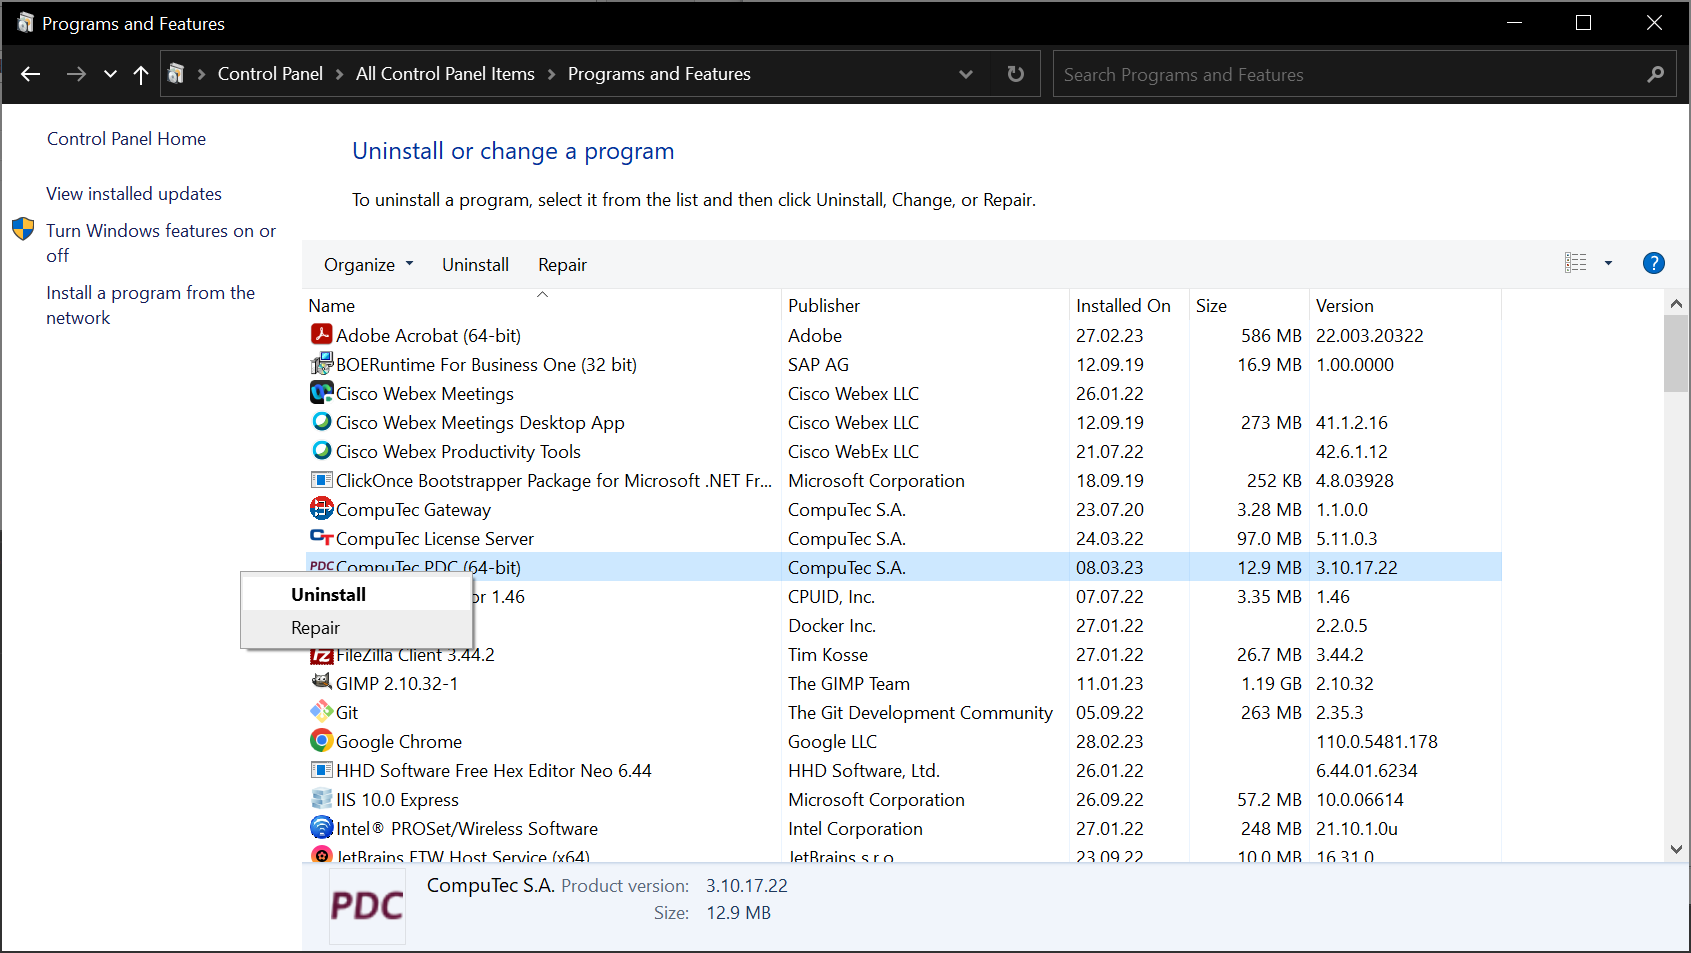 Programs and Features
Control Panel > All Control Panel Items > Programs and Features
Search Programs and Features
Control Panel Home
View installed updates
Turn Windows features on or
off
Install a program from the
network
Uninstall or change a program
To uninstall a program, select it from the list and then click Uninstall, Change, or Repair.
Organize Uninstall Repair
Name Publisher Installed On Size Version
Adobe Acrobat (64-bit) Adobe 27.02.23 586 MB 22.003.20322
BOERuntime For Business One (32 bit) SAP AG 12.09.19 16.9 MB 1.00.0000
Cisco Webex Meetings Cisco Webex LLC 26.01.22
Cisco Webex Meetings Desktop App Cisco Webex LLC 12.09.19 273 MB 41.1.2.16
Cisco Webex Productivity Tools Cisco WebEx LLC 21.07.22 42.6.1.12
ClickOnce Bootstrapper Package for Microsoft .NET Fr... Microsoft Corporation 18.09.19 252 KB 4.8.03928
CompuTec Gateway CompuTec S.A. 23.07.20 3.28 MB 1.1.0.0
CT CompuTec License Server CompuTec S.A. 24.03.22 97.0 MB 5.11.0.3
PDC CompuTec PDC (64-bit) CompuTec S.A. 08.03.23 12.9 MB 3.10.17.22
Uninstall
or 1.46 CPUID, Inc. 07.07.22 3.35 MB 1.46
Repair
Docker Inc. 27.01.22 2.2.0.5
FileZilla Client 3.44.2 Tim Kosse 27.01.22 26.7 MB 3.44.2
GIMP 2.10.32-1 The GIMP Team 11.01.23 1.19 GB 2.10.32
Git The Git Development Community 05.09.22 263 MB 2.35.3
Google Chrome Google LLC 28.02.23 110.0.5481.178
HHD Software Free Hex Editor Neo 6.44 HHD Software, Ltd. 26.01.22 6.44.01.6234
IIS 10.0 Express Microsoft Corporation 26.09.22 57.2 MB 10.0.06614
Intel® PROSet/Wireless Software Intel Corporation 27.01.22 248 MB 21.10.1.0u
JetBrains ETW Host Service (x64) JetBrains s.r.o. 23.09.22 10.0 MB 16.31.0
PDC
CompuTec S.A. Product version: 3.10.17.22
Size: 12.9 MB